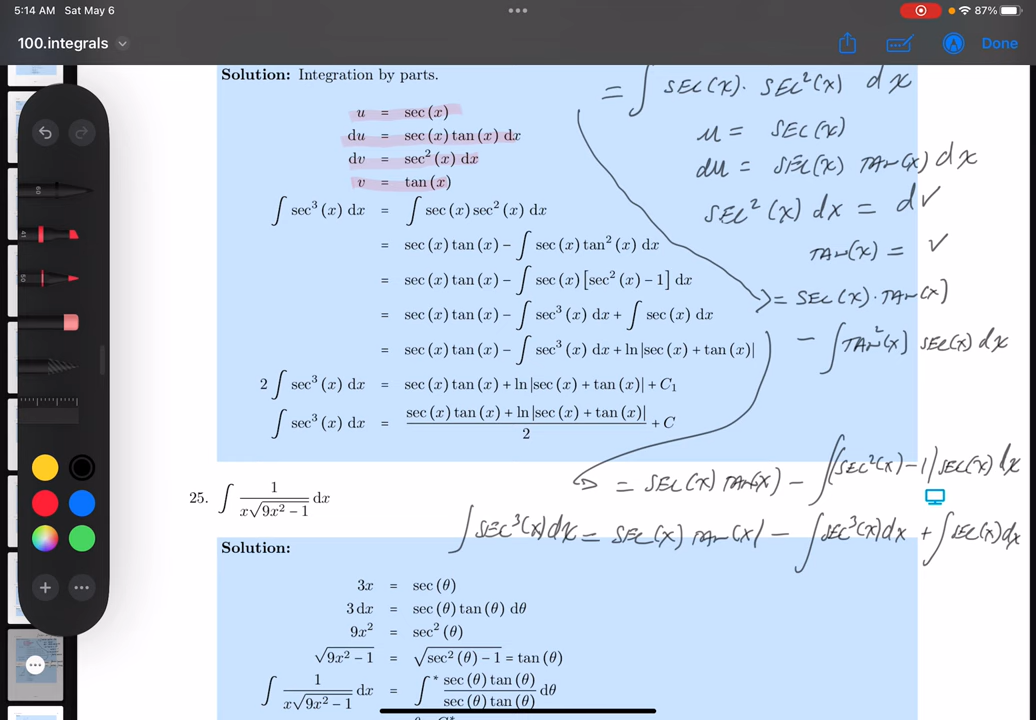 5:14 AM Sat May 6
87%
100.integrals
Done
Solution: Integration by parts.
u = sec (x)
du = sec (x) tan (x) dx
dv = sec² (x) dx
v = tan (x)
∫ sec³ (x) dx = ∫ sec (x) sec² (x) dx
= sec (x) tan (x) − ∫ sec (x) tan² (x) dx
= sec (x) tan (x) − ∫ sec (x) [sec² (x) − 1] dx
= sec (x) tan (x) − ∫ sec³ (x) dx + ∫ sec (x) dx
= sec (x) tan (x) − ∫ sec³ (x) dx + ln |sec (x) + tan (x)|
2 ∫ sec³ (x) dx = sec (x) tan (x) + ln |sec (x) + tan (x)| + C₁
∫ sec³ (x) dx = (sec (x) tan (x) + ln |sec (x) + tan (x)|)/2 + C
= ∫ SEC(X) · SEC²(X) dx
u = SEC(X)
du = SEC(X) TAN(X) dx
SEC²(X) dx = dV
TAN(X) = V
= SEC(X) · TAN(X)
− ∫ TAN²(X) SEC(X) dx
= SEC(X) TAN(X) − ∫ (SEC²(X) − 1) SEC(X) dx
∫ SEC³(X) dx = SEC(X) TAN(X) − ∫ SEC³(X) dx + ∫ SEC(X) dx
25. ∫ 1/(x√(9x² − 1)) dx
Solution:
3x = sec (θ)
3 dx = sec (θ) tan (θ) dθ
9x² = sec² (θ)
√(9x² − 1) = √(sec² (θ) − 1) = tan (θ)
∫ 1/(x√(9x² − 1)) dx = ∫* (sec (θ) tan (θ))/(sec (θ) tan (θ)) dθ